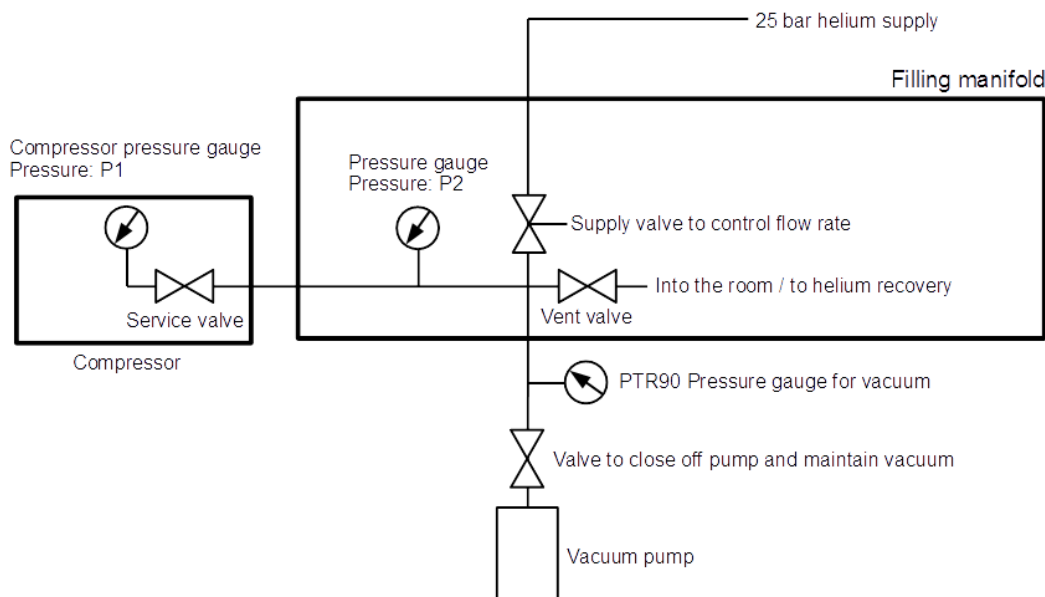 25 bar helium supply
Filling manifold
Compressor pressure gauge
Pressure: P1
Pressure gauge
Pressure: P2
Supply valve to control flow rate
Into the room / to helium recovery
Service valve
Vent valve
Compressor
PTR90 Pressure gauge for vacuum
Valve to close off pump and maintain vacuum
Vacuum pump